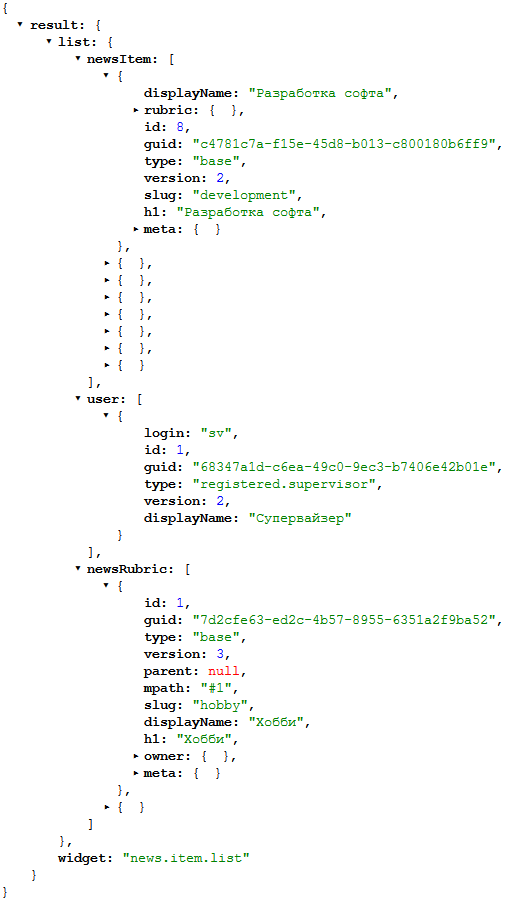 {
▾ result: {
▾ list: {
▾ newsItem: [
▾ {
displayName: "Разработка софта",
▸ rubric: { },
id: 8,
guid: "c4781c7a-f15e-45d8-b013-c800180b6ff9",
type: "base",
version: 2,
slug: "development",
h1: "Разработка софта",
▸ meta: { }
},
▸ { },
▸ { },
▸ { },
▸ { },
▸ { },
▸ { },
▸ { }
],
▾ user: [
▾ {
login: "sv",
id: 1,
guid: "68347a1d-c6ea-49c0-9ec3-b7406e42b01e",
type: "registered.supervisor",
version: 2,
displayName: "Супервайзер"
}
],
▾ newsRubric: [
▾ {
id: 1,
guid: "7d2cfe63-ed2c-4b57-8955-6351a2f9ba52",
type: "base",
version: 3,
parent: null,
mpath: "#1",
slug: "hobby",
displayName: "Хобби",
h1: "Хобби",
▸ owner: { },
▸ meta: { }
},
▸ { }
]
},
widget: "news.item.list"
}
}